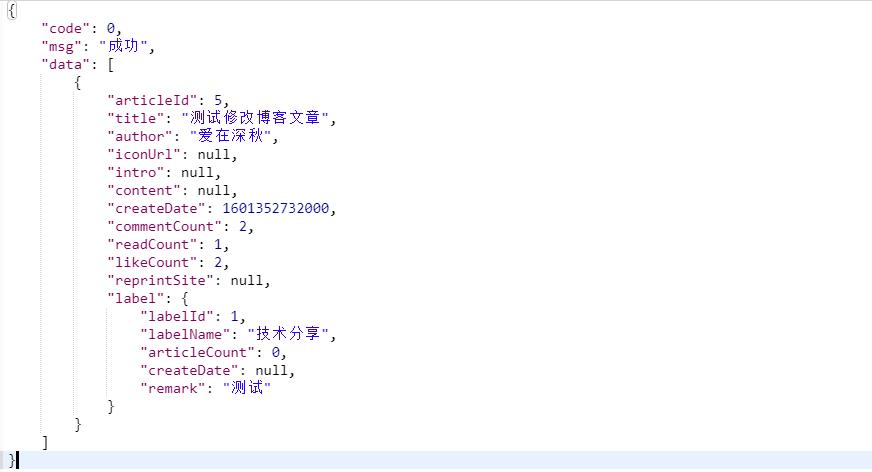 {
"code": 0,
"msg": "成功",
"data": [
{
"articleId": 5,
"title": "测试修改博客文章",
"author": "爱在深秋",
"iconUrl": null,
"intro": null,
"content": null,
"createDate": 1601352732000,
"commentCount": 2,
"readCount": 1,
"likeCount": 2,
"reprintSite": null,
"label": {
"labelId": 1,
"labelName": "技术分享",
"articleCount": 0,
"createDate": null,
"remark": "测试"
}
}
]
}